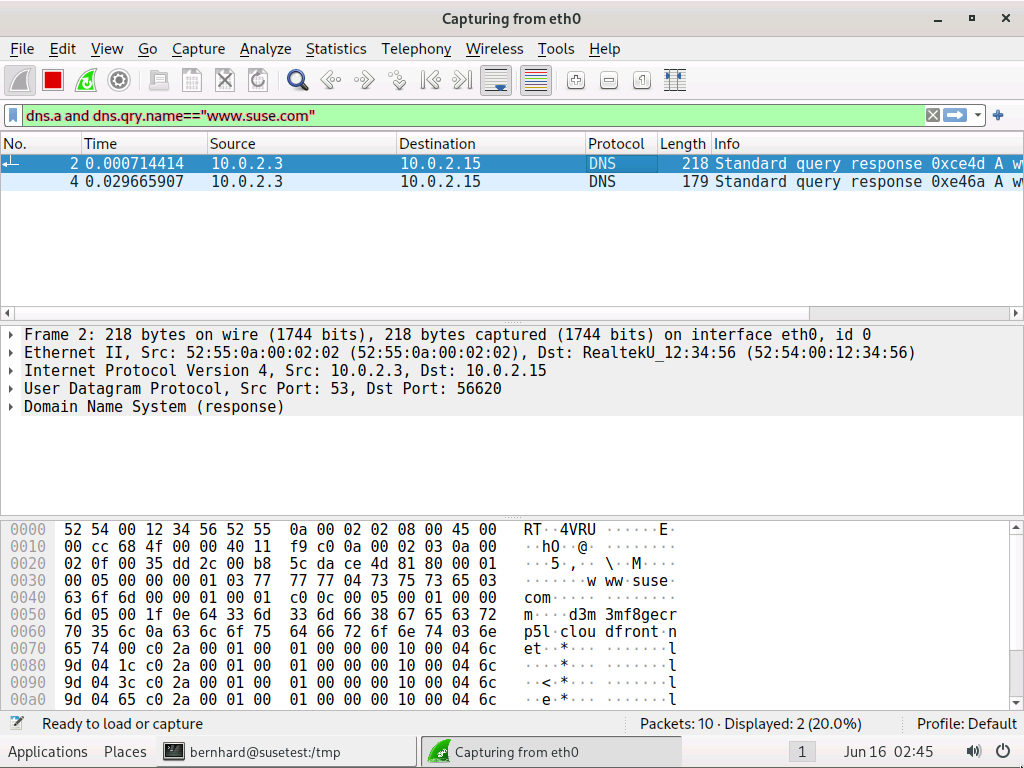 Capturing from eth0
File Edit View Go Capture Analyze Statistics Telephony Wireless Tools Help
dns.a and dns.qry.name=="www.suse.com"
No. Time Source Destination Protocol Length Info
2 0.000714414 10.0.2.3 10.0.2.15 DNS 218 Standard query response 0xce4d A w
4 0.029665907 10.0.2.3 10.0.2.15 DNS 179 Standard query response 0xe46a A w
Frame 2: 218 bytes on wire (1744 bits), 218 bytes captured (1744 bits) on interface eth0, id 0
Ethernet II, Src: 52:55:0a:00:02:02 (52:55:0a:00:02:02), Dst: RealtekU_12:34:56 (52:54:00:12:34:56)
Internet Protocol Version 4, Src: 10.0.2.3, Dst: 10.0.2.15
User Datagram Protocol, Src Port: 53, Dst Port: 56620
Domain Name System (response)
0000 52 54 00 12 34 56 52 55 0a 00 02 02 08 00 45 00 RT··4VRU ······E·
0010 00 cc 68 4f 00 00 40 11 f9 c0 0a 00 02 03 0a 00 ··hO··@· ········
0020 02 0f 00 35 dd 2c 00 b8 5c da ce 4d 81 80 00 01 ···5·,·· \··M····
0030 00 05 00 00 00 01 03 77 77 77 04 73 75 73 65 03 ·······w ww·suse·
0040 63 6f 6d 00 00 01 00 01 c0 0c 00 05 00 01 00 00 com····· ········
0050 6d 05 00 1f 0e 64 33 6d 33 6d 66 38 67 65 63 72 m····d3m 3mf8gecr
0060 70 35 6c 0a 63 6c 6f 75 64 66 72 6f 6e 74 03 6e p5l·clou dfront·n
0070 65 74 00 c0 2a 00 01 00 01 00 00 00 10 00 04 6c et··*··· ·······l
0080 9d 04 1c c0 2a 00 01 00 01 00 00 00 10 00 04 6c ····*··· ·······l
0090 9d 04 3c c0 2a 00 01 00 01 00 00 00 10 00 04 6c ··<·*··· ·······l
00a0 9d 04 65 c0 2a 00 01 00 01 00 00 00 10 00 04 6c ··e·*··· ·······l
Ready to load or capture Packets: 10 · Displayed: 2 (20.0%) Profile: Default
Applications Places bernhard@susetest:/tmp Capturing from eth0 1 Jun 16 02:45